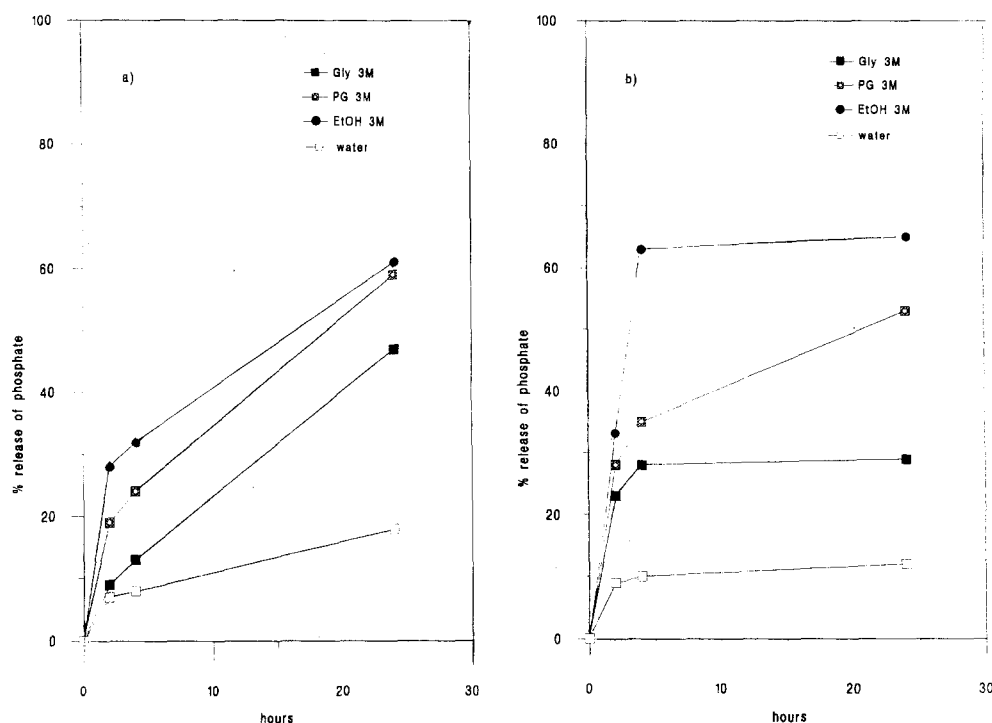 100
80
60
40
20
0
% release of phosphate
a)
Gly 3M
PG 3M
EtOH 3M
water
0
10
20
30
hours
100
80
60
40
20
0
% release of phosphate
b)
Gly 3M
PG 3M
EtOH 3M
water
0
10
20
30
hours